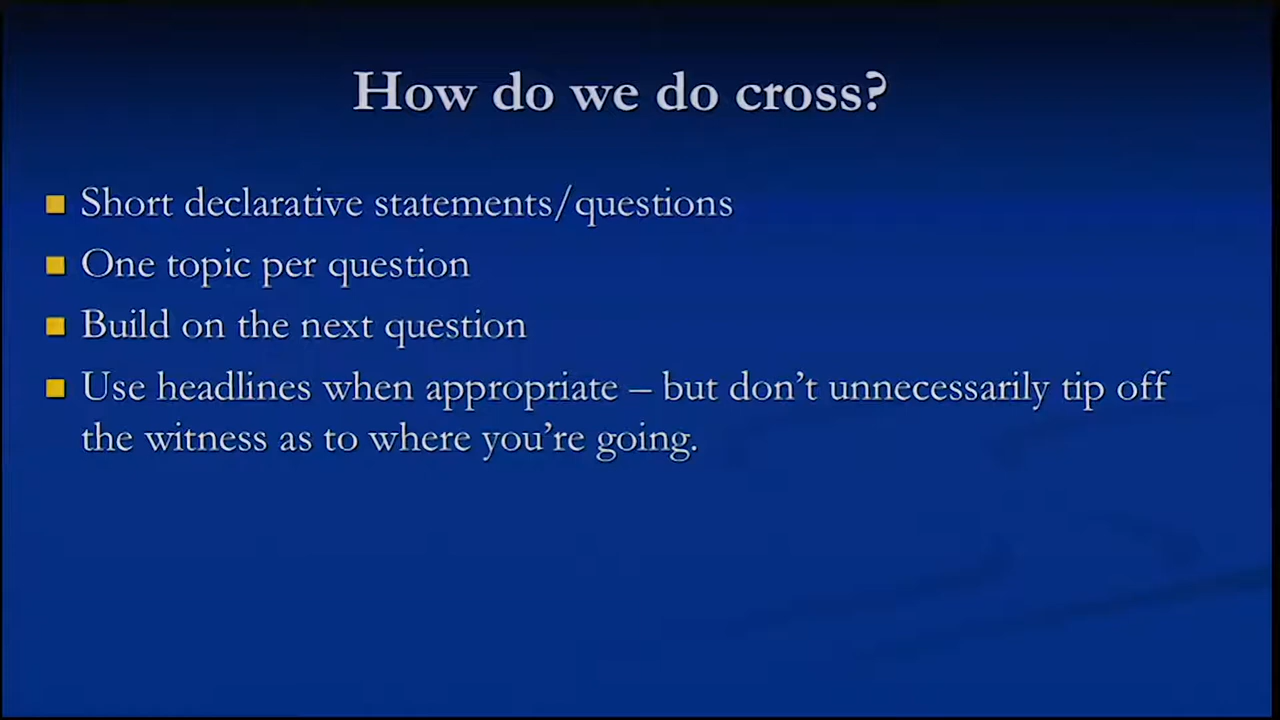 How do we do cross?
Short declarative statements/questions
One topic per question
Build on the next question
Use headlines when appropriate – but don’t unnecessarily tip off
the witness as to where you’re going.